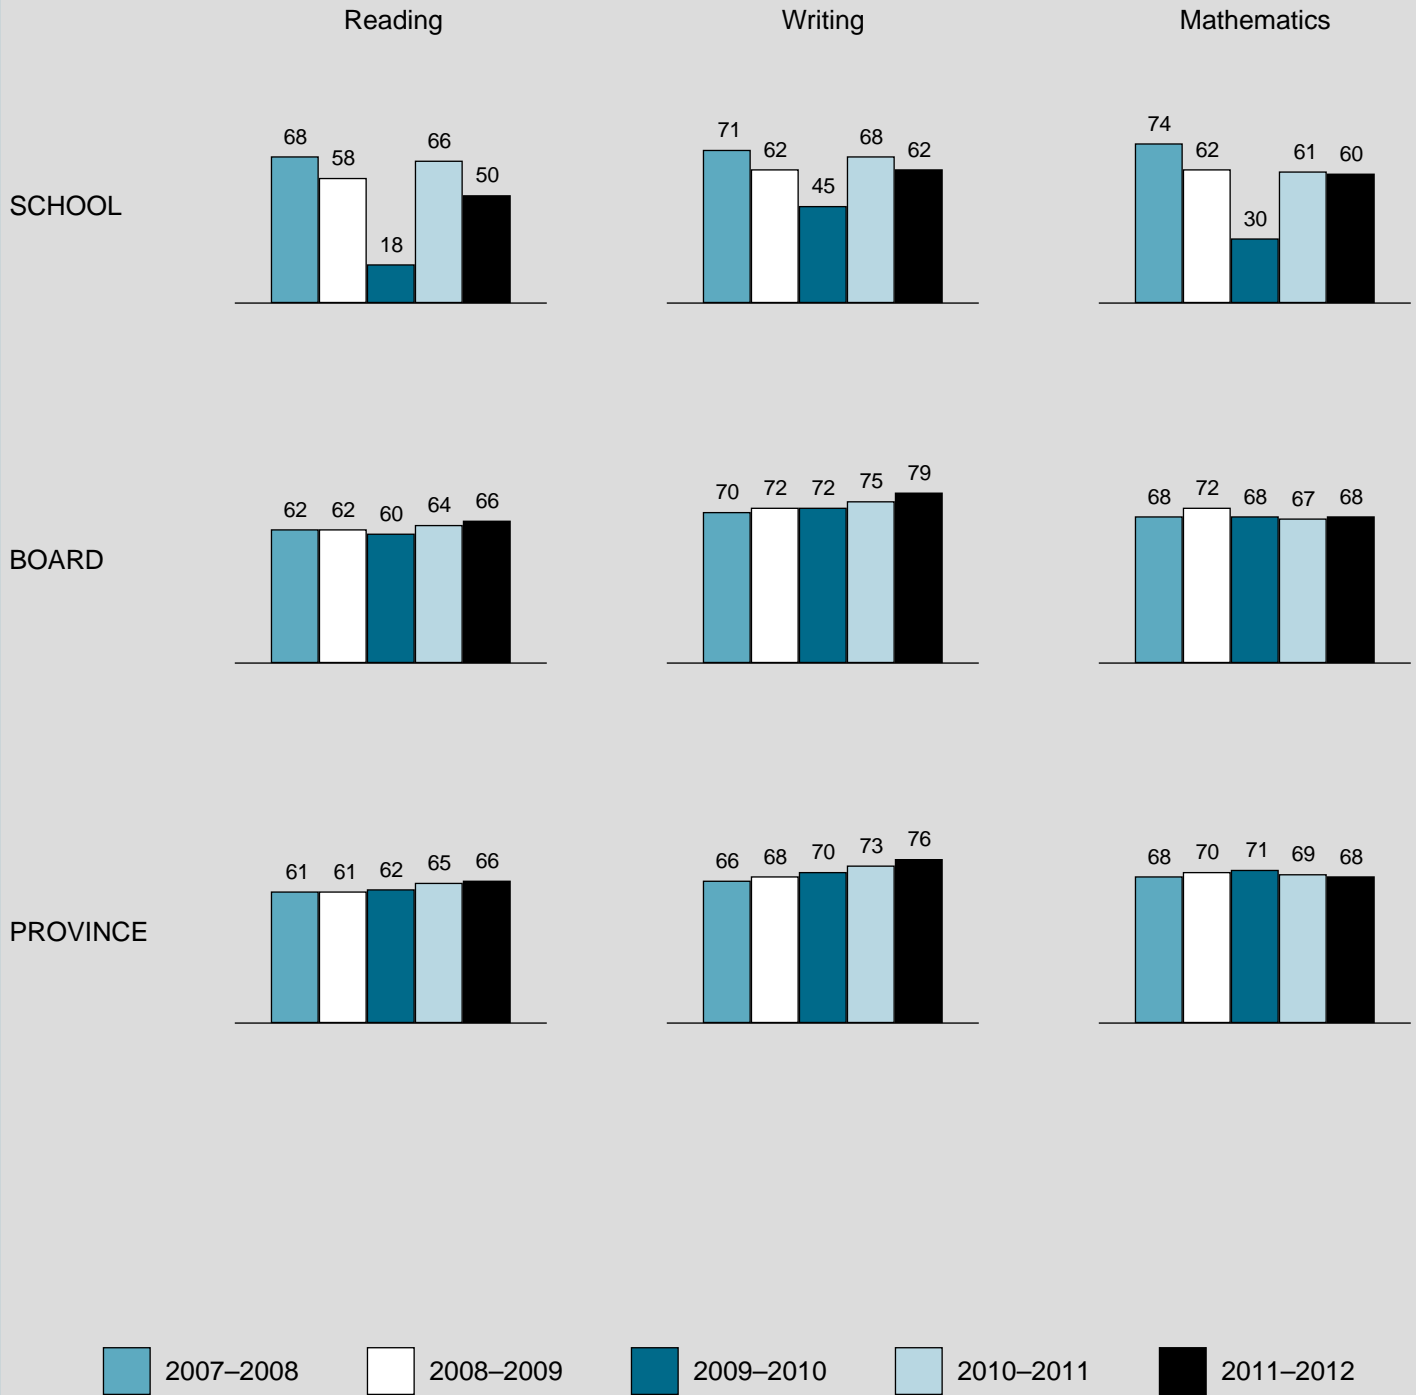 Reading Writing Mathematics
SCHOOL
68 58 18 66 50
71 62 45 68 62
74 62 30 61 60
BOARD
62 62 60 64 66
70 72 72 75 79
68 72 68 67 68
PROVINCE
61 61 62 65 66
66 68 70 73 76
68 70 71 69 68
2007–2008 2008–2009 2009–2010 2010–2011 2011–2012